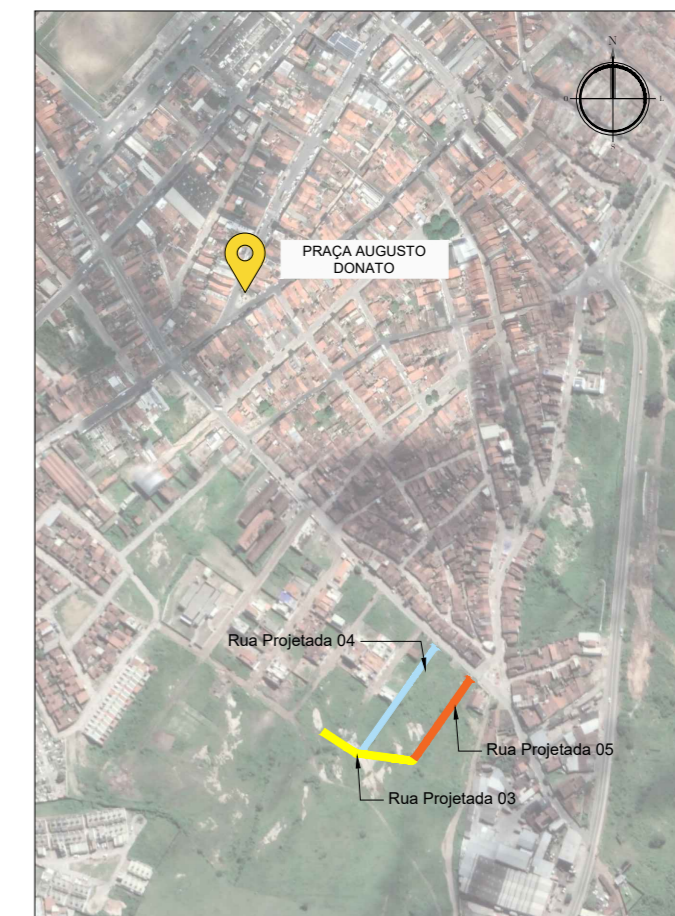 N
O
L
S
PRAÇA AUGUSTO
DONATO
Rua Projetada 04
Rua Projetada 05
Rua Projetada 03